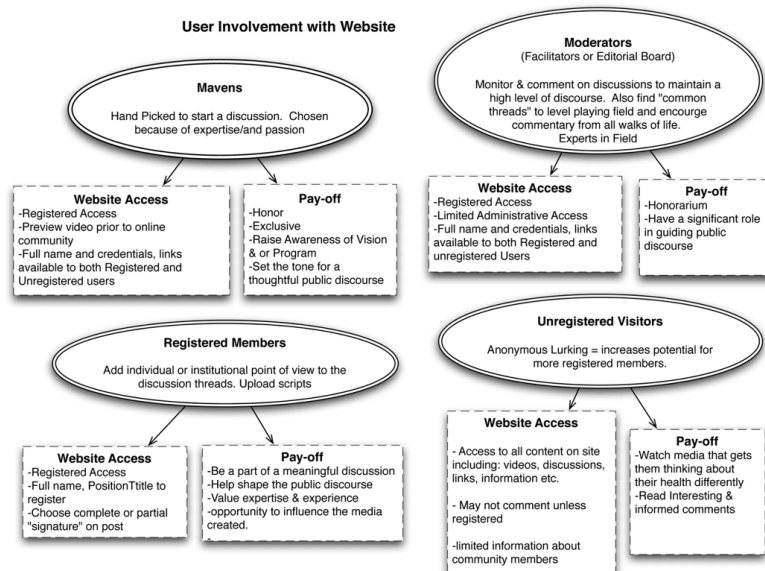 User Involvement with Website
Mavens
Hand Picked to start a discussion. Chosen
because of expertise/and passion
Website Access
-Registered Access
-Preview video prior to online
community
-Full name and credentials, links
available to both Registered and
Unregistered users
Pay-off
-Honor
-Exclusive
-Raise Awareness of Vision
& or Program
-Set the tone for a
thoughtful public discourse
Moderators
(Facilitators or Editorial Board)
Monitor & comment on discussions to maintain a
high level of discourse. Also find "common
threads" to level playing field and encourge
commentary from all walks of life.
Experts in Field
Website Access
-Registered Access
-Limited Administrative Access
-Full name and credentials, links
available to both Registered and
unregistered Users
Pay-off
-Honorarium
-Have a significant role
in guiding public
discourse
Registered Members
Add individual or institutional point of view to the
discussion threads. Upload scripts
Website Access
-Registered Access
-Full name, PositionTtitle to
register
-Choose complete or partial
"signature" on post
Pay-off
-Be a part of a meaningful discussion
-Help shape the public discourse
-Value expertise & experience
-opportunity to influence the media
created.
-
Unregistered Visitors
Anonymous Lurking = increases potential for
more registered members.
Website Access
- Access to all content on site
including: videos, discussions,
links, information etc.
- May not comment unless
registered
-limited information about
community members
Pay-off
-Watch media that gets
them thinking about
their health differently
-Read Interesting &
informed comments